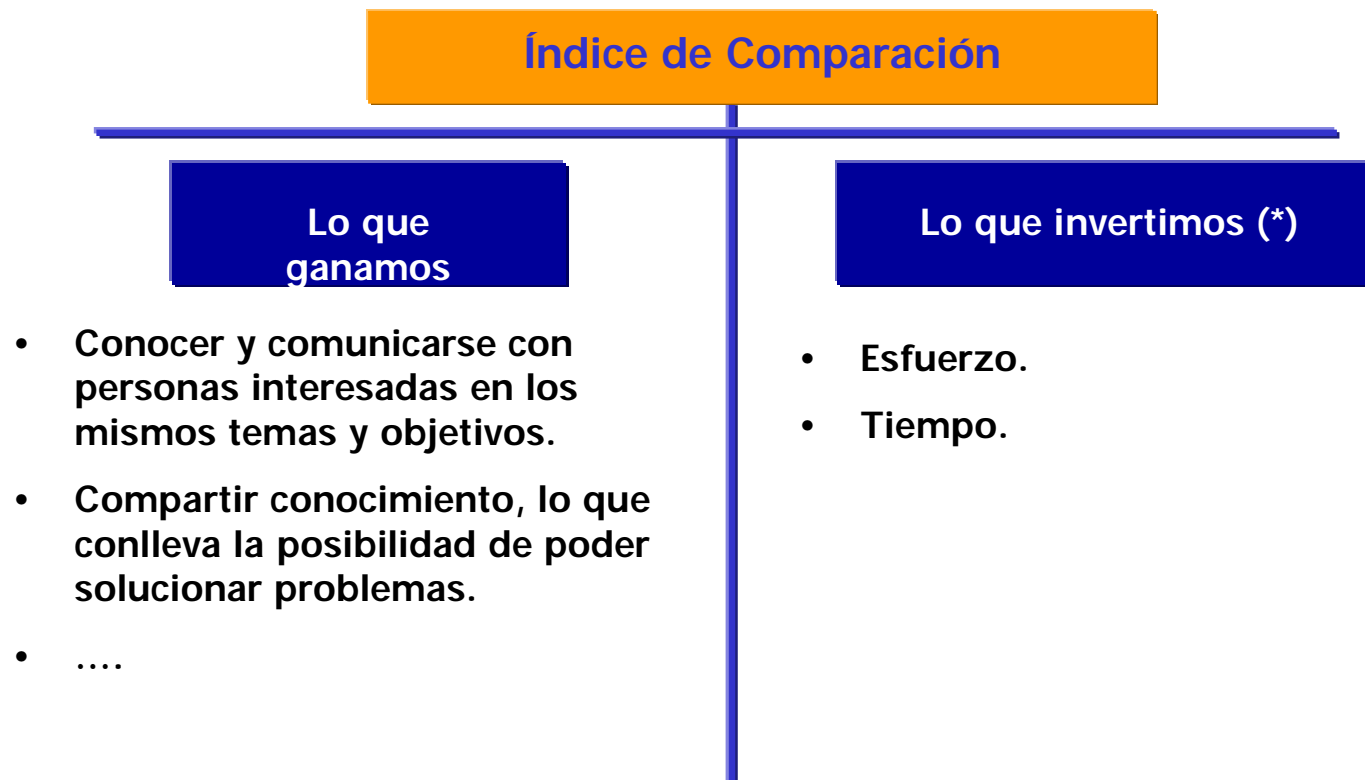 Índice de Comparación
Lo que
ganamos
• Conocer y comunicarse con
personas interesadas en los
mismos temas y objetivos.
• Compartir conocimiento, lo que
conlleva la posibilidad de poder
solucionar problemas.
• ....
Lo que invertimos (*)
• Esfuerzo.
• Tiempo.